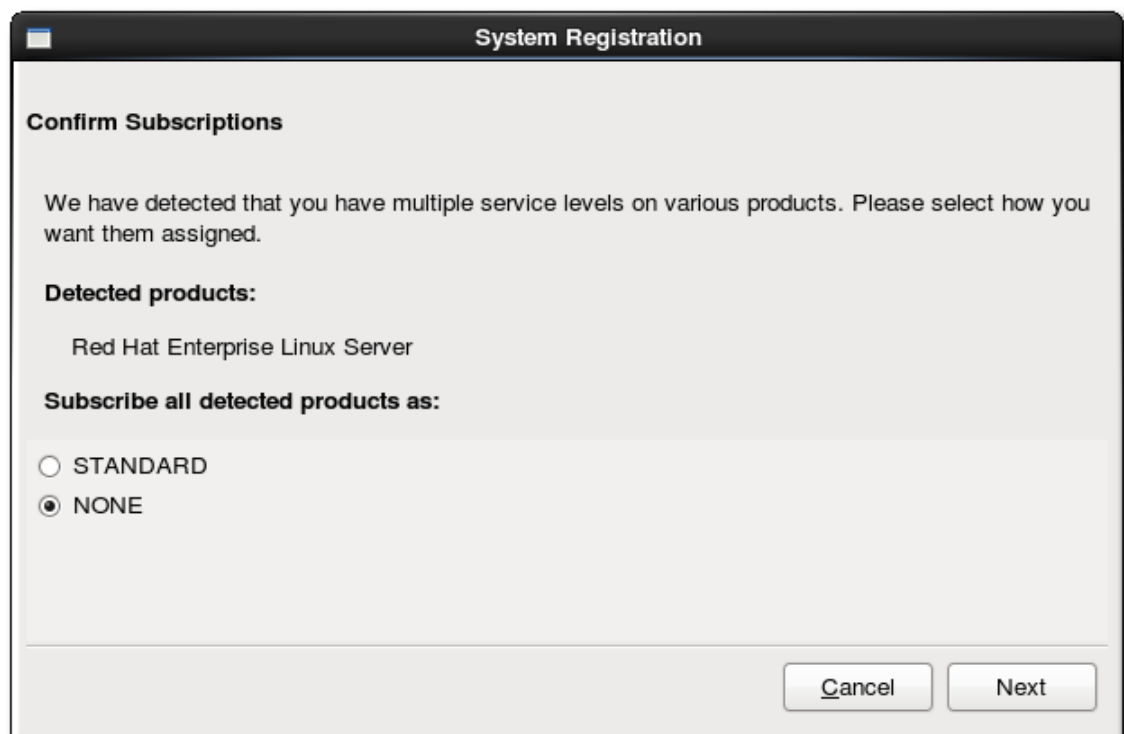 System Registration
Confirm Subscriptions
We have detected that you have multiple service levels on various products. Please select how you
want them assigned.
Detected products:
Red Hat Enterprise Linux Server
Subscribe all detected products as:
STANDARD
NONE
Cancel
Next